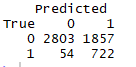 Predicted
True 0 1
0 2803 1857
1 54 722